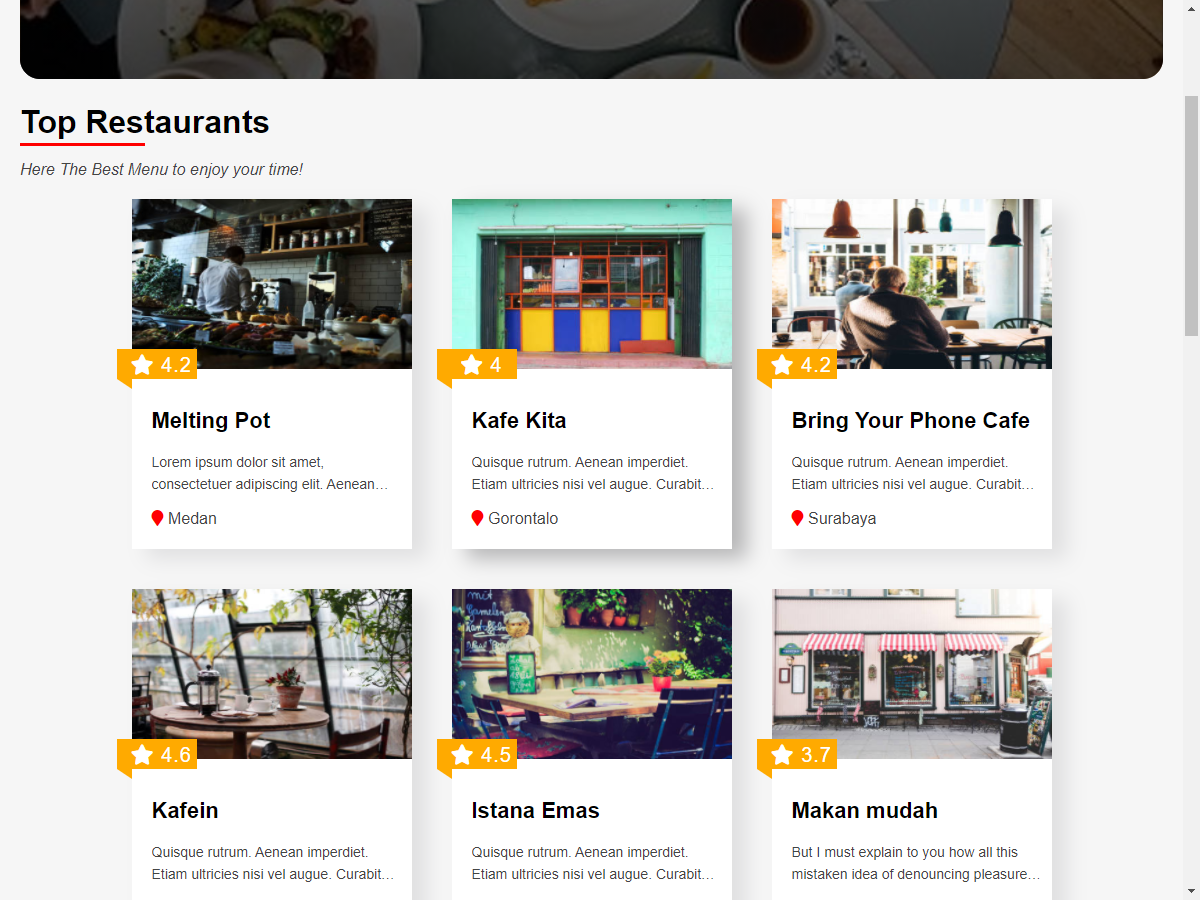 Top Restaurants
Here The Best Menu to enjoy your time!
4.2
4
4.2
Melting Pot
Kafe Kita
Bring Your Phone Cafe
Lorem ipsum dolor sit amet,
consectetuer adipiscing elit. Aenean...
Quisque rutrum. Aenean imperdiet.
Etiam ultricies nisi vel augue. Curabit...
Quisque rutrum. Aenean imperdiet.
Etiam ultricies nisi vel augue. Curabit...
Medan
Gorontalo
Surabaya
4.6
4.5
3.7
Kafein
Istana Emas
Makan mudah
Quisque rutrum. Aenean imperdiet.
Etiam ultricies nisi vel augue. Curabit...
Quisque rutrum. Aenean imperdiet.
Etiam ultricies nisi vel augue. Curabit...
But I must explain to you how all this
mistaken idea of denouncing pleasure...